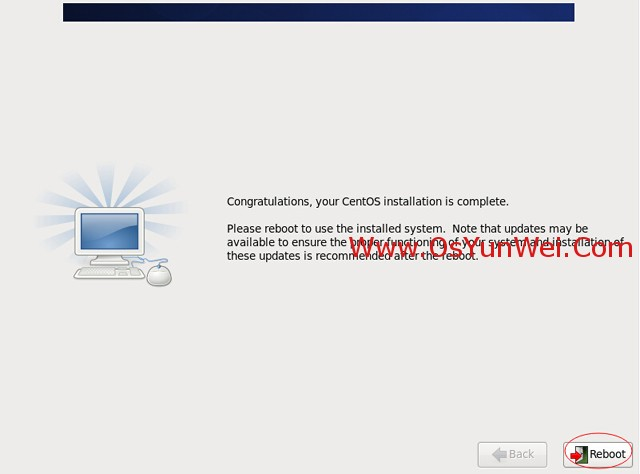 Congratulations, your CentOS installation is complete.
Please reboot to use the installed system.  Note that updates may be
available to ensure the proper functioning of your system and installation of
these updates is recommended after the reboot.
Www.OsYunWei.Com
Back
Reboot